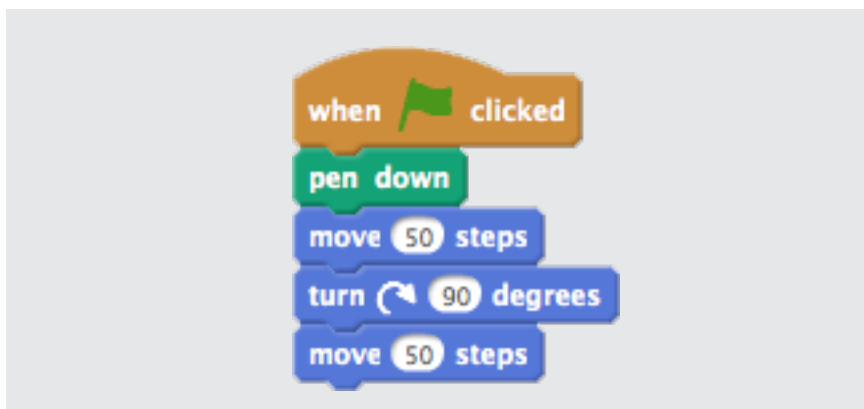 when clicked
pen down
move 50 steps
turn 90 degrees
move 50 steps